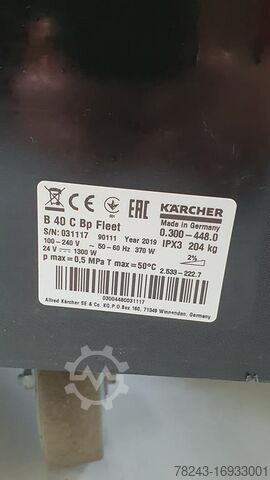 KÄRCHER
Made in Germany
B 40 C Bp Fleet
0.300-448.0
S/N: 031117 90111 Year 2019 IPX3 204 kg
100-240 V ~ 50-60 Hz 370 W
24 V ⎓ 1300 W
2%
p max=0,5 MPa T max=50°C
2.533-222.7
03004480031117
Alfred Kärcher SE & Co. KG, P.O.Box 160, 71349 Winnenden, Germany
78243-16933001